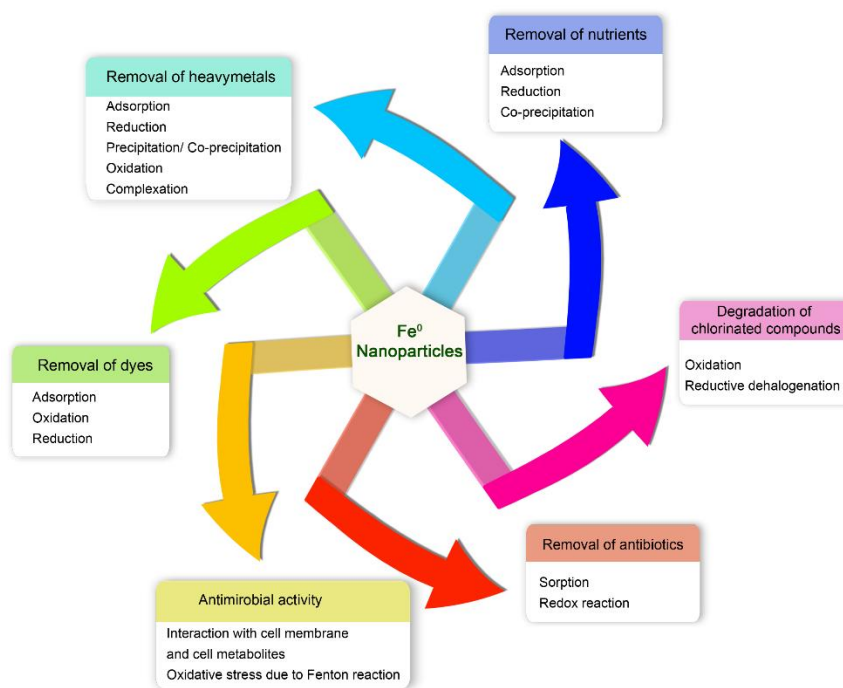 Removal of nutrients
Adsorption
Reduction
Co-precipitation
Removal of heavymetals
Adsorption
Reduction
Precipitation/ Co-precipitation
Oxidation
Complexation
Fe⁰
Nanoparticles
Degradation of
chlorinated compounds
Oxidation
Reductive dehalogenation
Removal of dyes
Adsorption
Oxidation
Reduction
Removal of antibiotics
Sorption
Redox reaction
Antimirobial activity
Interaction with cell membrane
and cell metabolites
Oxidative stress due to Fenton reaction